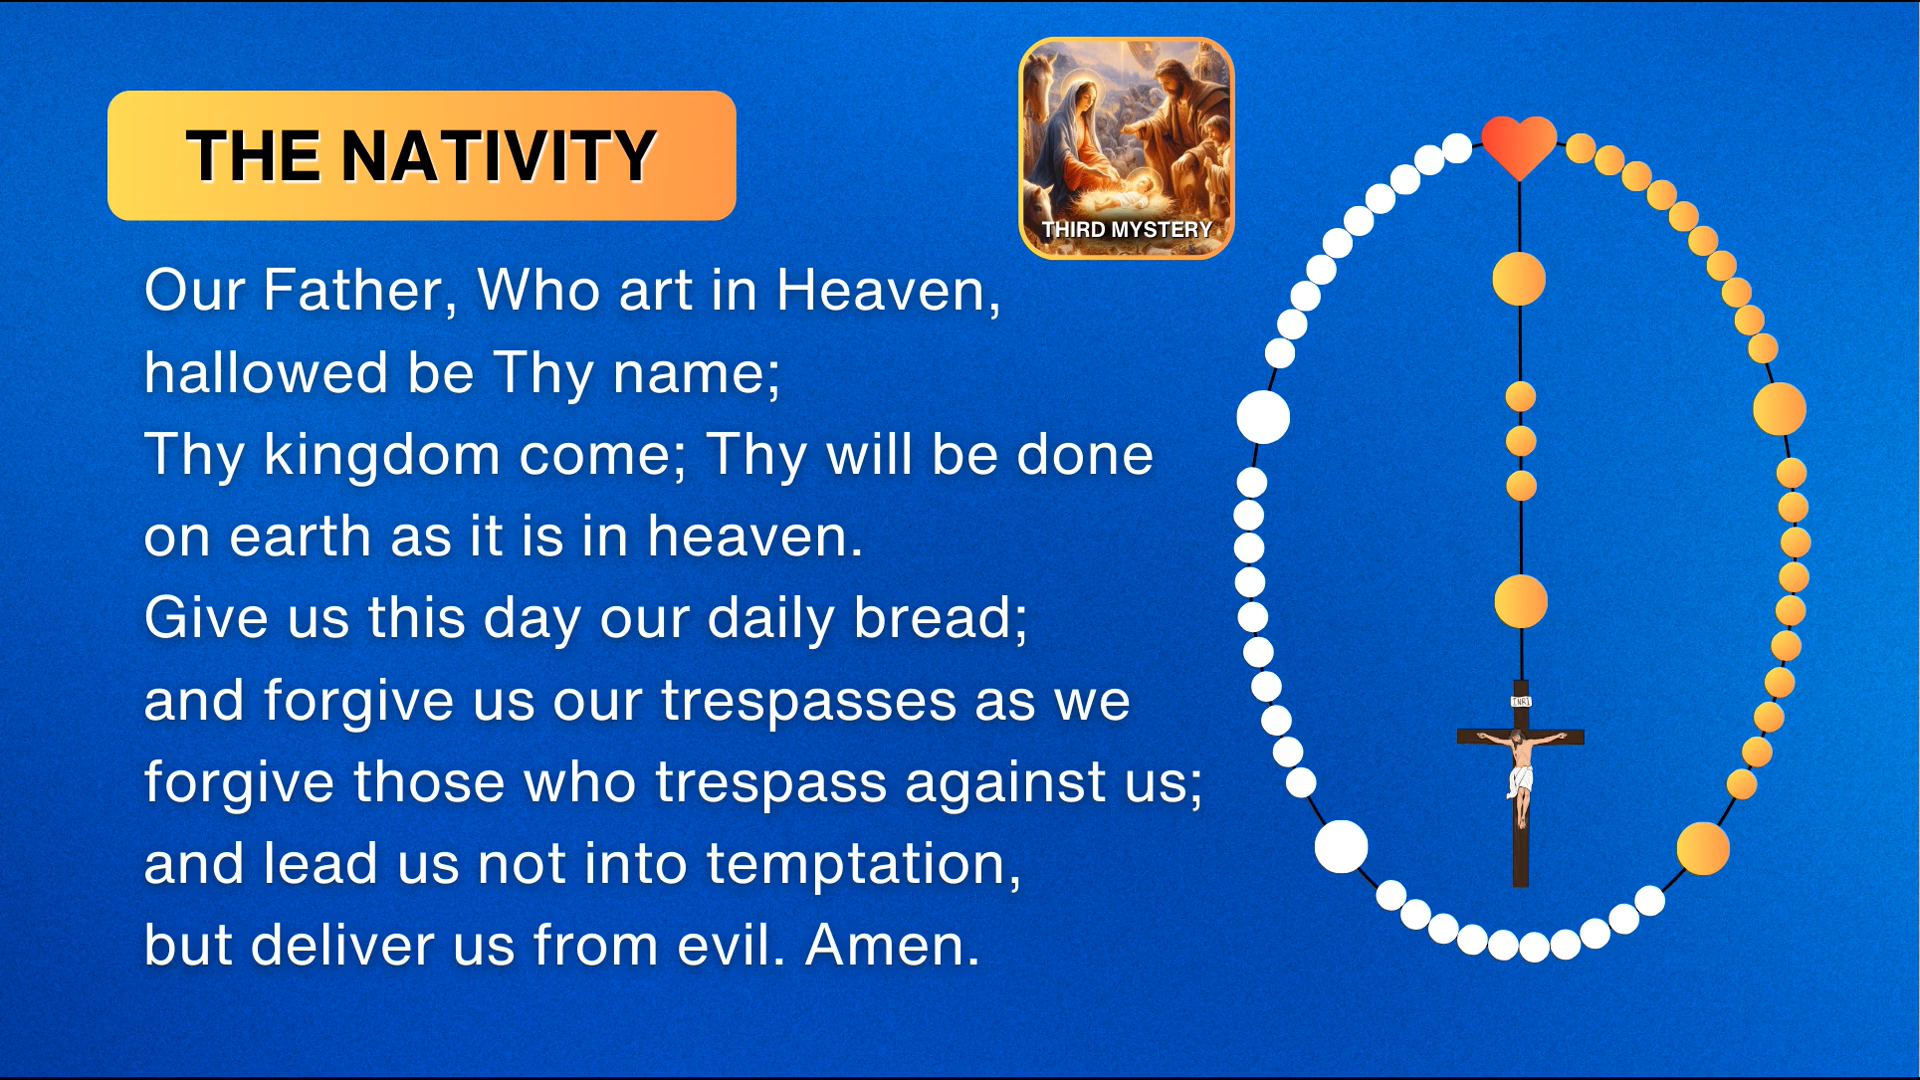 THE NATIVITY
THIRD MYSTERY
Our Father, Who art in Heaven,
hallowed be Thy name;
Thy kingdom come; Thy will be done
on earth as it is in heaven.
Give us this day our daily bread;
and forgive us our trespasses as we
forgive those who trespass against us;
and lead us not into temptation,
but deliver us from evil. Amen.
INRI